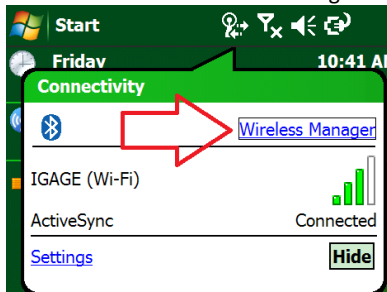 Start
Friday 10:41 A
Connectivity
Wireless Manager
IGAGE (Wi-Fi)
ActiveSync Connected
Settings Hide